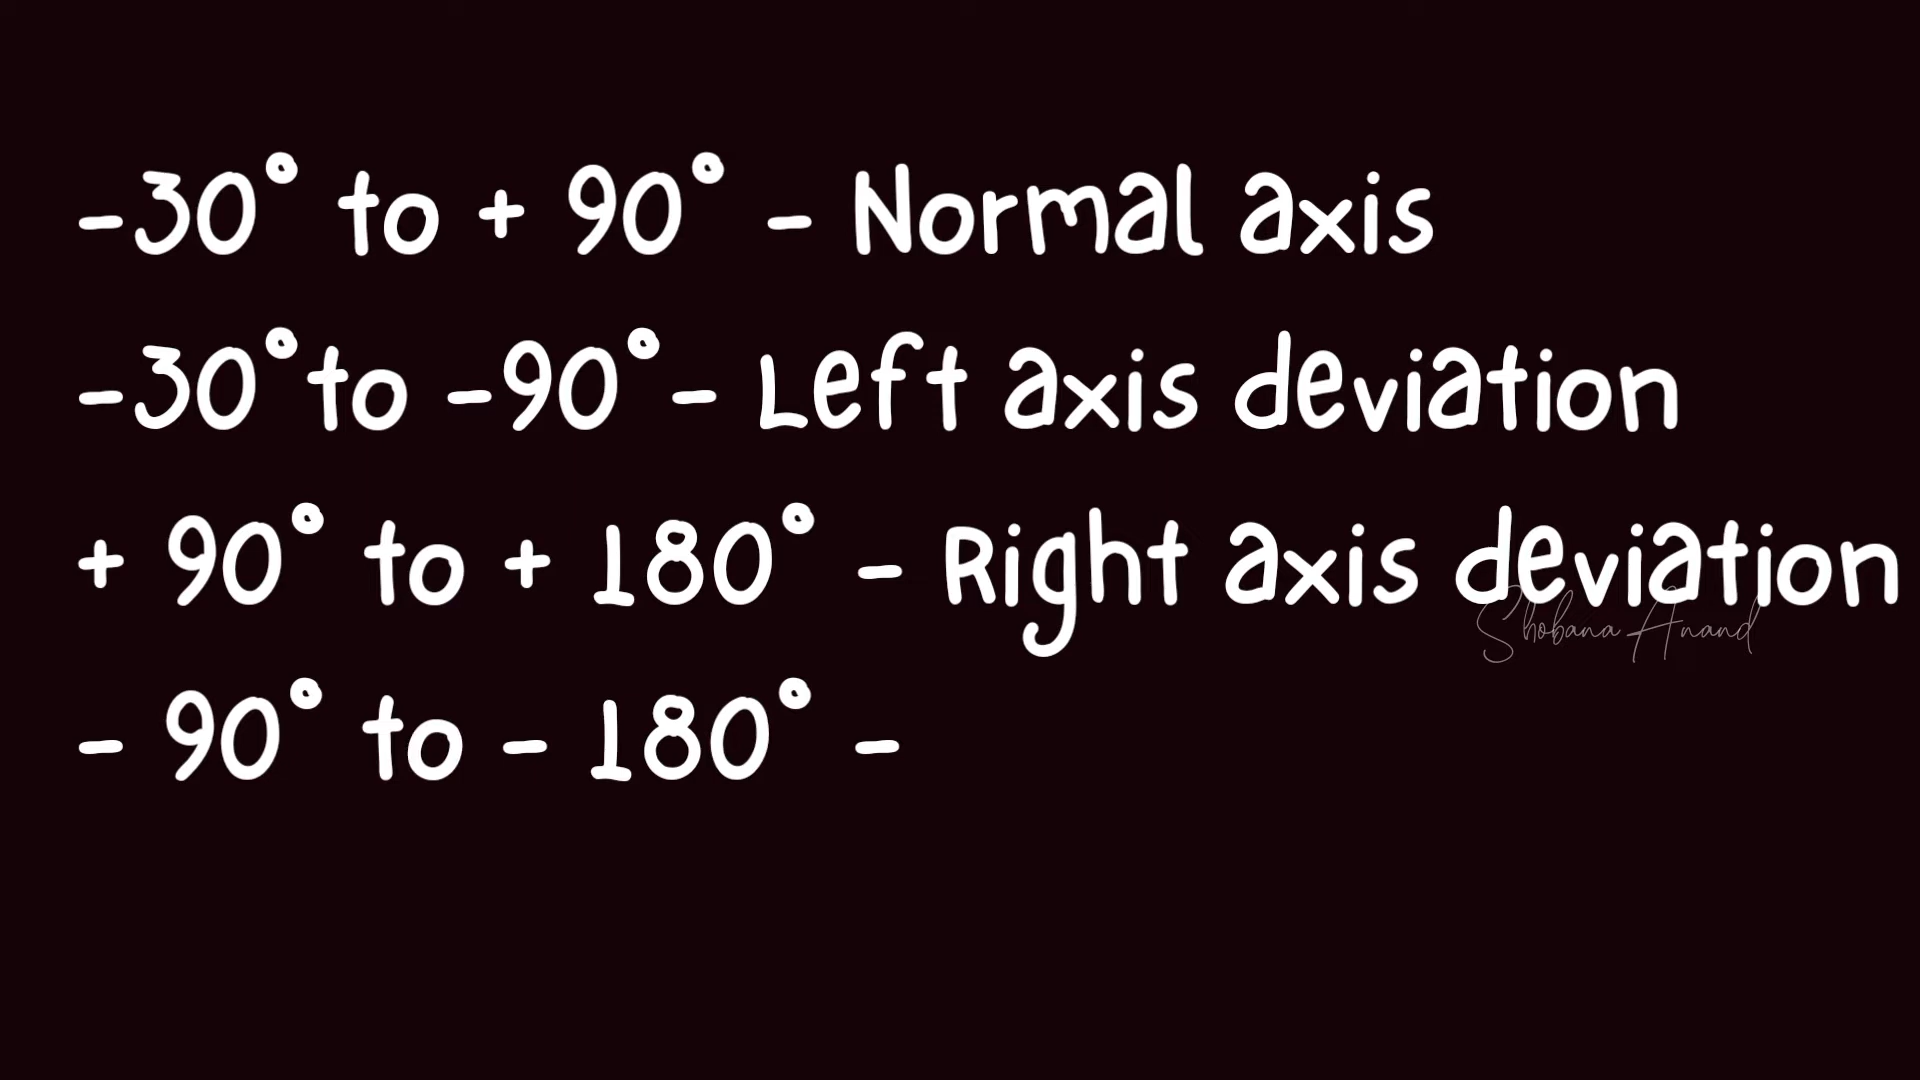 -30° to + 90° - Normal axis
-30°to -90°- Left axis deviation
+ 90° to + 180° - Right axis deviation
Shobana Anand
- 90° to - 180° -